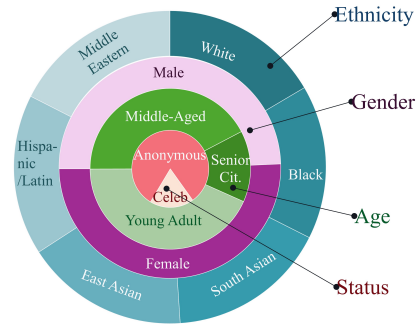 Ethnicity
Middle
Eastern
White
Male
Gender
Middle-Aged
Hispa-
nic
/Latin
Anonymous
Senior
Cit.
Black
Celeb
Young Adult
Age
Female
East Asian
South Asian
Status